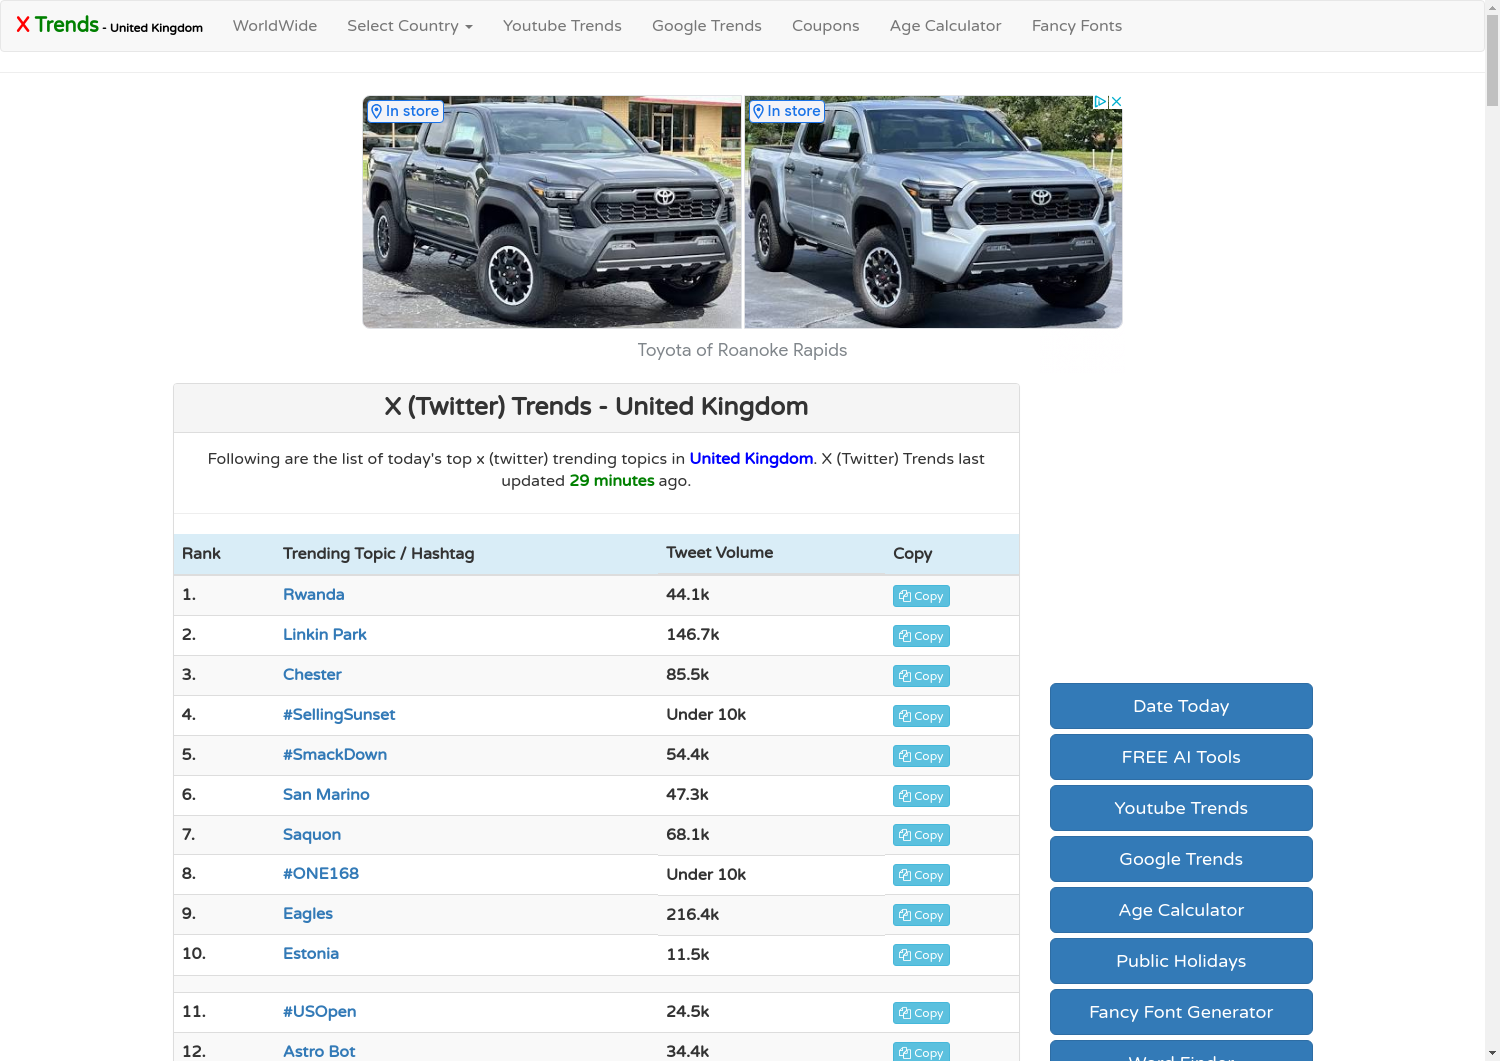 X Trends - United Kingdom
WorldWide
Select Country
Youtube Trends
Google Trends
Coupons
Age Calculator
Fancy Fonts
In store
In store
Toyota of Roanoke Rapids
X (Twitter) Trends - United Kingdom
Following are the list of today's top x (twitter) trending topics in United Kingdom. X (Twitter) Trends last
updated 29 minutes ago.
Rank Trending Topic / Hashtag Tweet Volume Copy
1. Rwanda 44.1k Copy
2. Linkin Park 146.7k Copy
3. Chester 85.5k Copy
4. #SellingSunset Under 10k Copy
5. #SmackDown 54.4k Copy
6. San Marino 47.3k Copy
7. Saquon 68.1k Copy
8. #ONE168 Under 10k Copy
9. Eagles 216.4k Copy
10. Estonia 11.5k Copy
11. #USOpen 24.5k Copy
12. Astro Bot 34.4k Copy
Date Today
FREE AI Tools
Youtube Trends
Google Trends
Age Calculator
Public Holidays
Fancy Font Generator
Word Finder